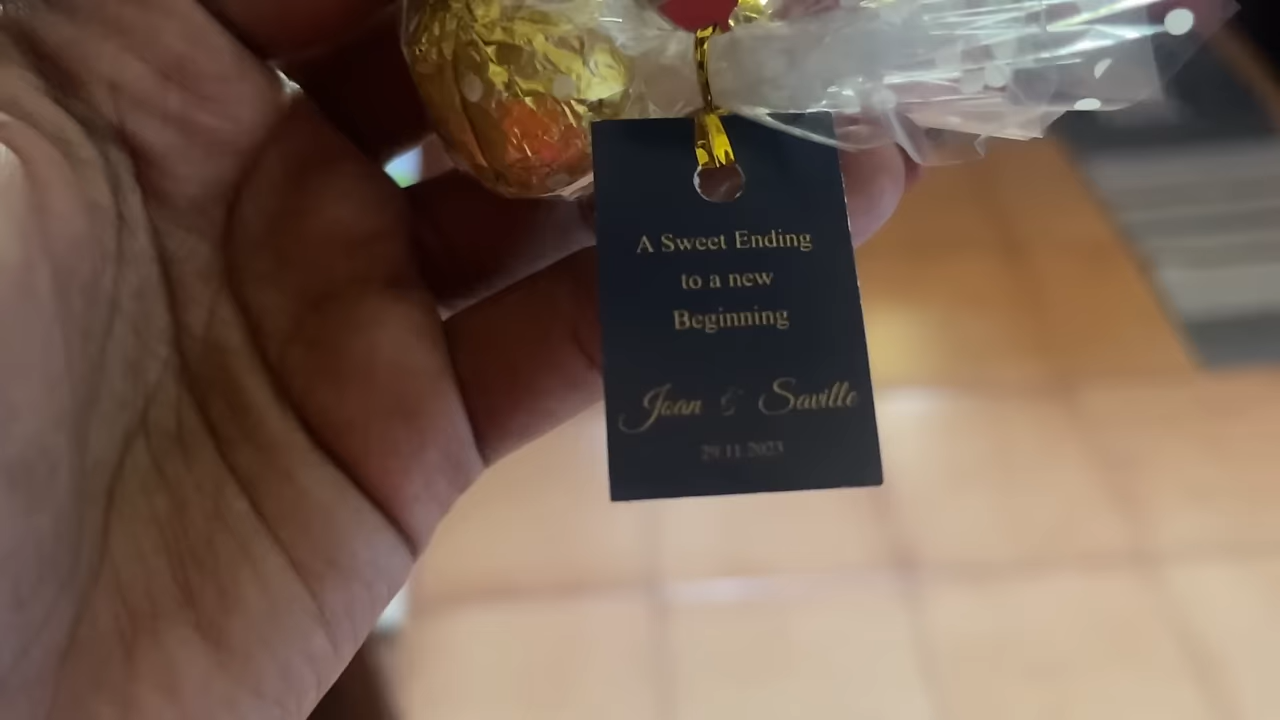 A Sweet Ending
to a new
Beginning
Joan & Saville
29.11.2023